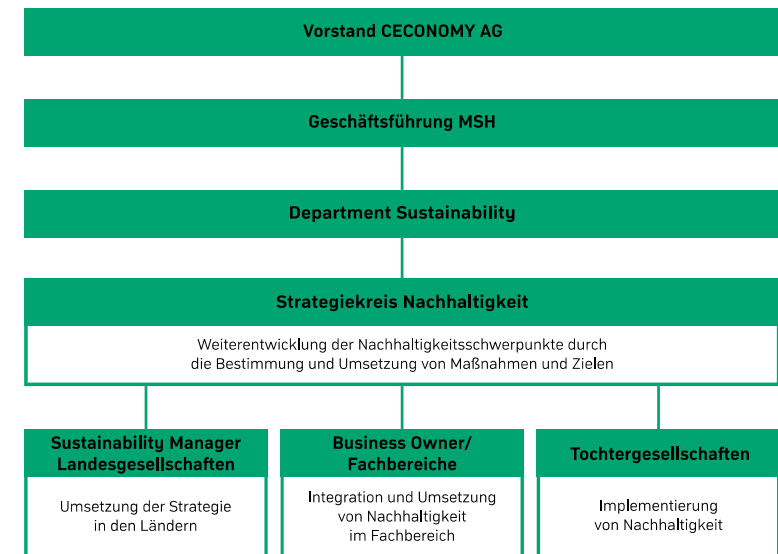 Vorstand CECONOMY AG
Geschäftsführung MSH
Department Sustainability
Strategiekreis Nachhaltigkeit
Weiterentwicklung der Nachhaltigkeitsschwerpunkte durch
die Bestimmung und Umsetzung von Maßnahmen und Zielen
Sustainability Manager
Landesgesellschaften
Umsetzung der Strategie
in den Ländern
Business Owner/
Fachbereiche
Integration und Umsetzung
von Nachhaltigkeit
im Fachbereich
Tochtergesellschaften
Implementierung
von Nachhaltigkeit